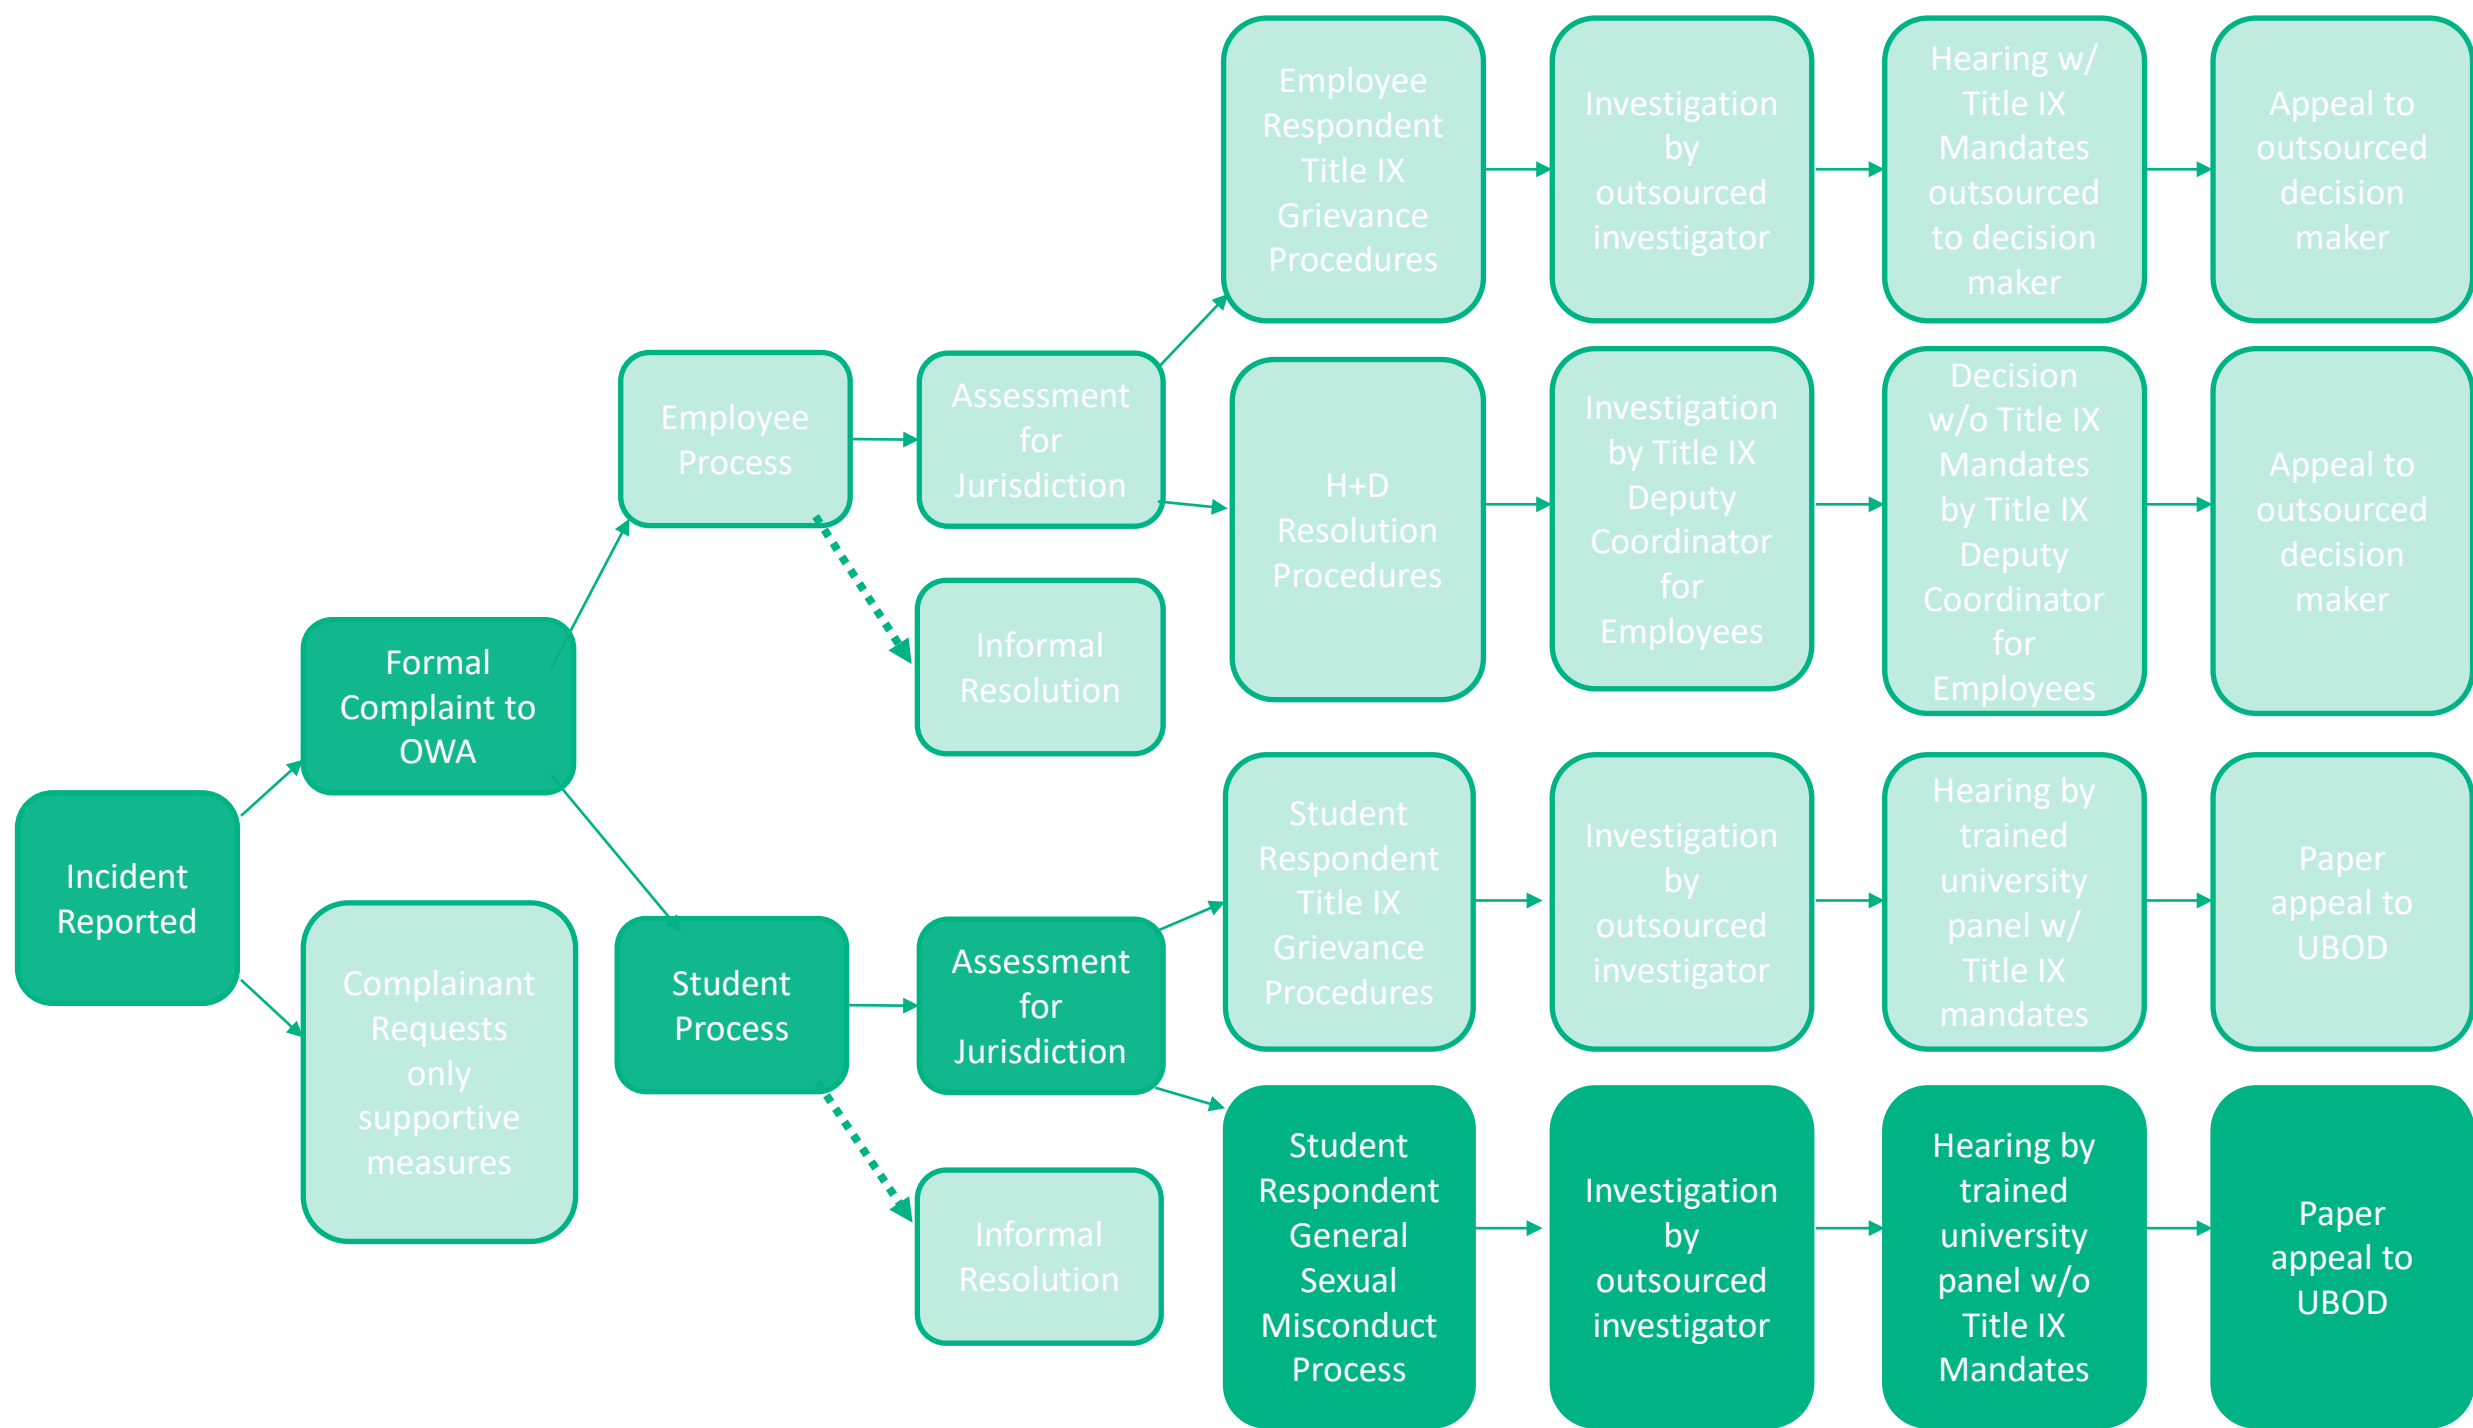 Incident
Reported
Formal
Complaint to
OWA
Complainant
Requests
only
supportive
measures
Employee
Process
Assessment
for
Jurisdiction
Informal
Resolution
Employee
Respondent
Title IX
Grievance
Procedures
Investigation
by
outsourced
investigator
Hearing w/
Title IX
Mandates
outsourced
to decision
maker
Appeal to
outsourced
decision
maker
H+D
Resolution
Procedures
Investigation
by Title IX
Deputy
Coordinator
for
Employees
Decision
w/o Title IX
Mandates
by Title IX
Deputy
Coordinator
for
Employees
Appeal to
outsourced
decision
maker
Student
Process
Assessment
for
Jurisdiction
Informal
Resolution
Student
Respondent
Title IX
Grievance
Procedures
Investigation
by
outsourced
investigator
Hearing by
trained
university
panel w/
Title IX
mandates
Paper
appeal to
UBOD
Student
Respondent
General
Sexual
Misconduct
Process
Investigation
by
outsourced
investigator
Hearing by
trained
university
panel w/o
Title IX
Mandates
Paper
appeal to
UBOD